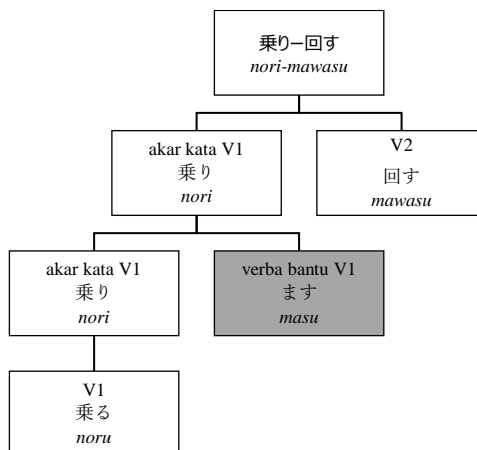 乗り−回す
nori-mawasu
akar kata V1
乗り
nori
V2
回す
mawasu
akar kata V1
乗り
nori
verba bantu V1
ます
masu
V1
乗る
noru